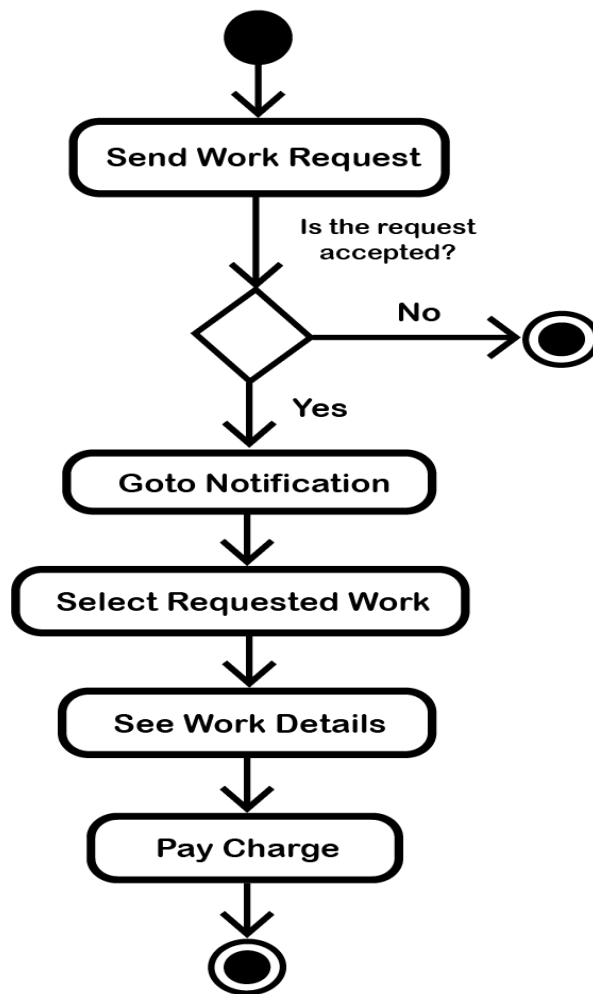 Send Work Request
Is the request
accepted?
No
Yes
Goto Notification
Select Requested Work
See Work Details
Pay Charge